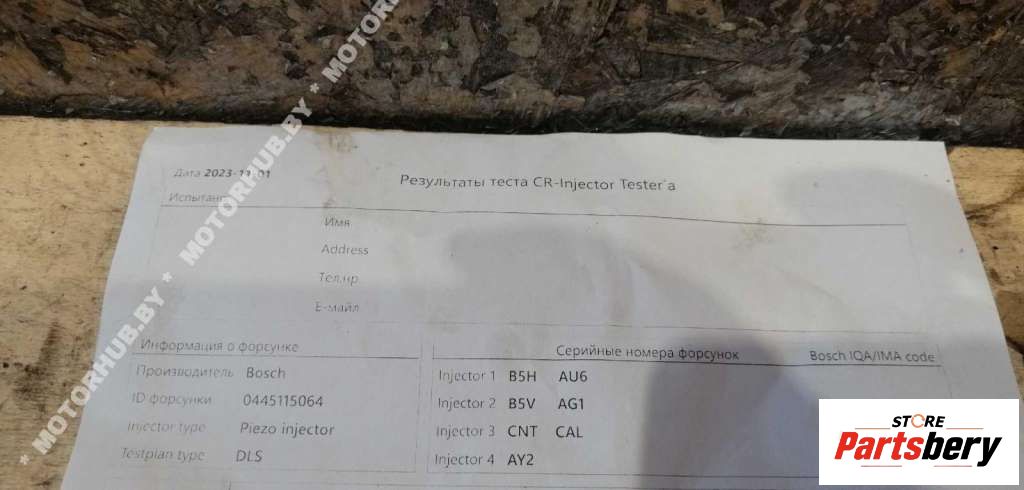 * MOTORHUB.BY * MOTORHUB.BY * MOTORHUB.BY
Дата 2023-11-01
Результаты теста CR-Injector Tester'a
Имя
Address
Тел.нр
Е-майл
Информация о форсунке
Производитель Bosch
ID форсунки 0445115064
Injector type Piezo injector
Testplan type DLS
Серийные номера форсунок Bosch IQA/IMA code
Injector 1 B5H AU6
Injector 2 B5V AG1
Injector 3 CNT CAL
Injector 4 AY2
STORE
Partsbery